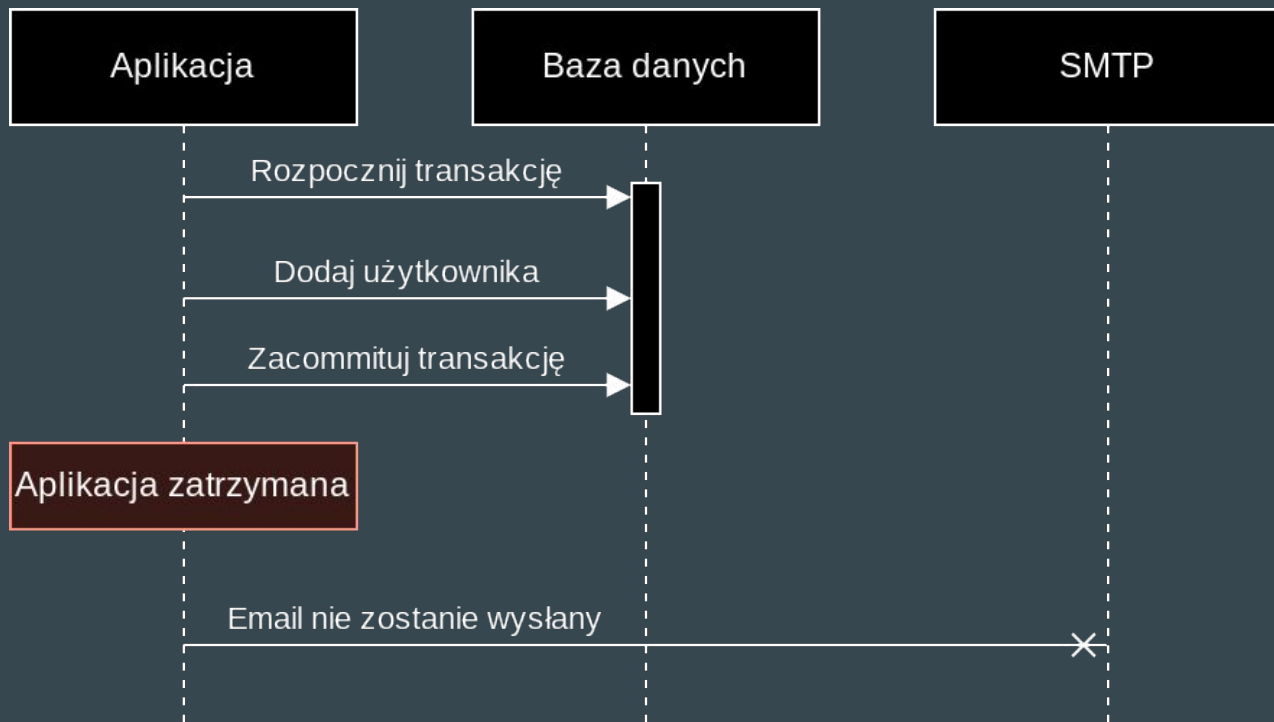 Aplikacja
Baza danych
SMTP
Rozpocznij transakcję
Dodaj użytkownika
Zacommituj transakcję
Aplikacja zatrzymana
Email nie zostanie wysłany